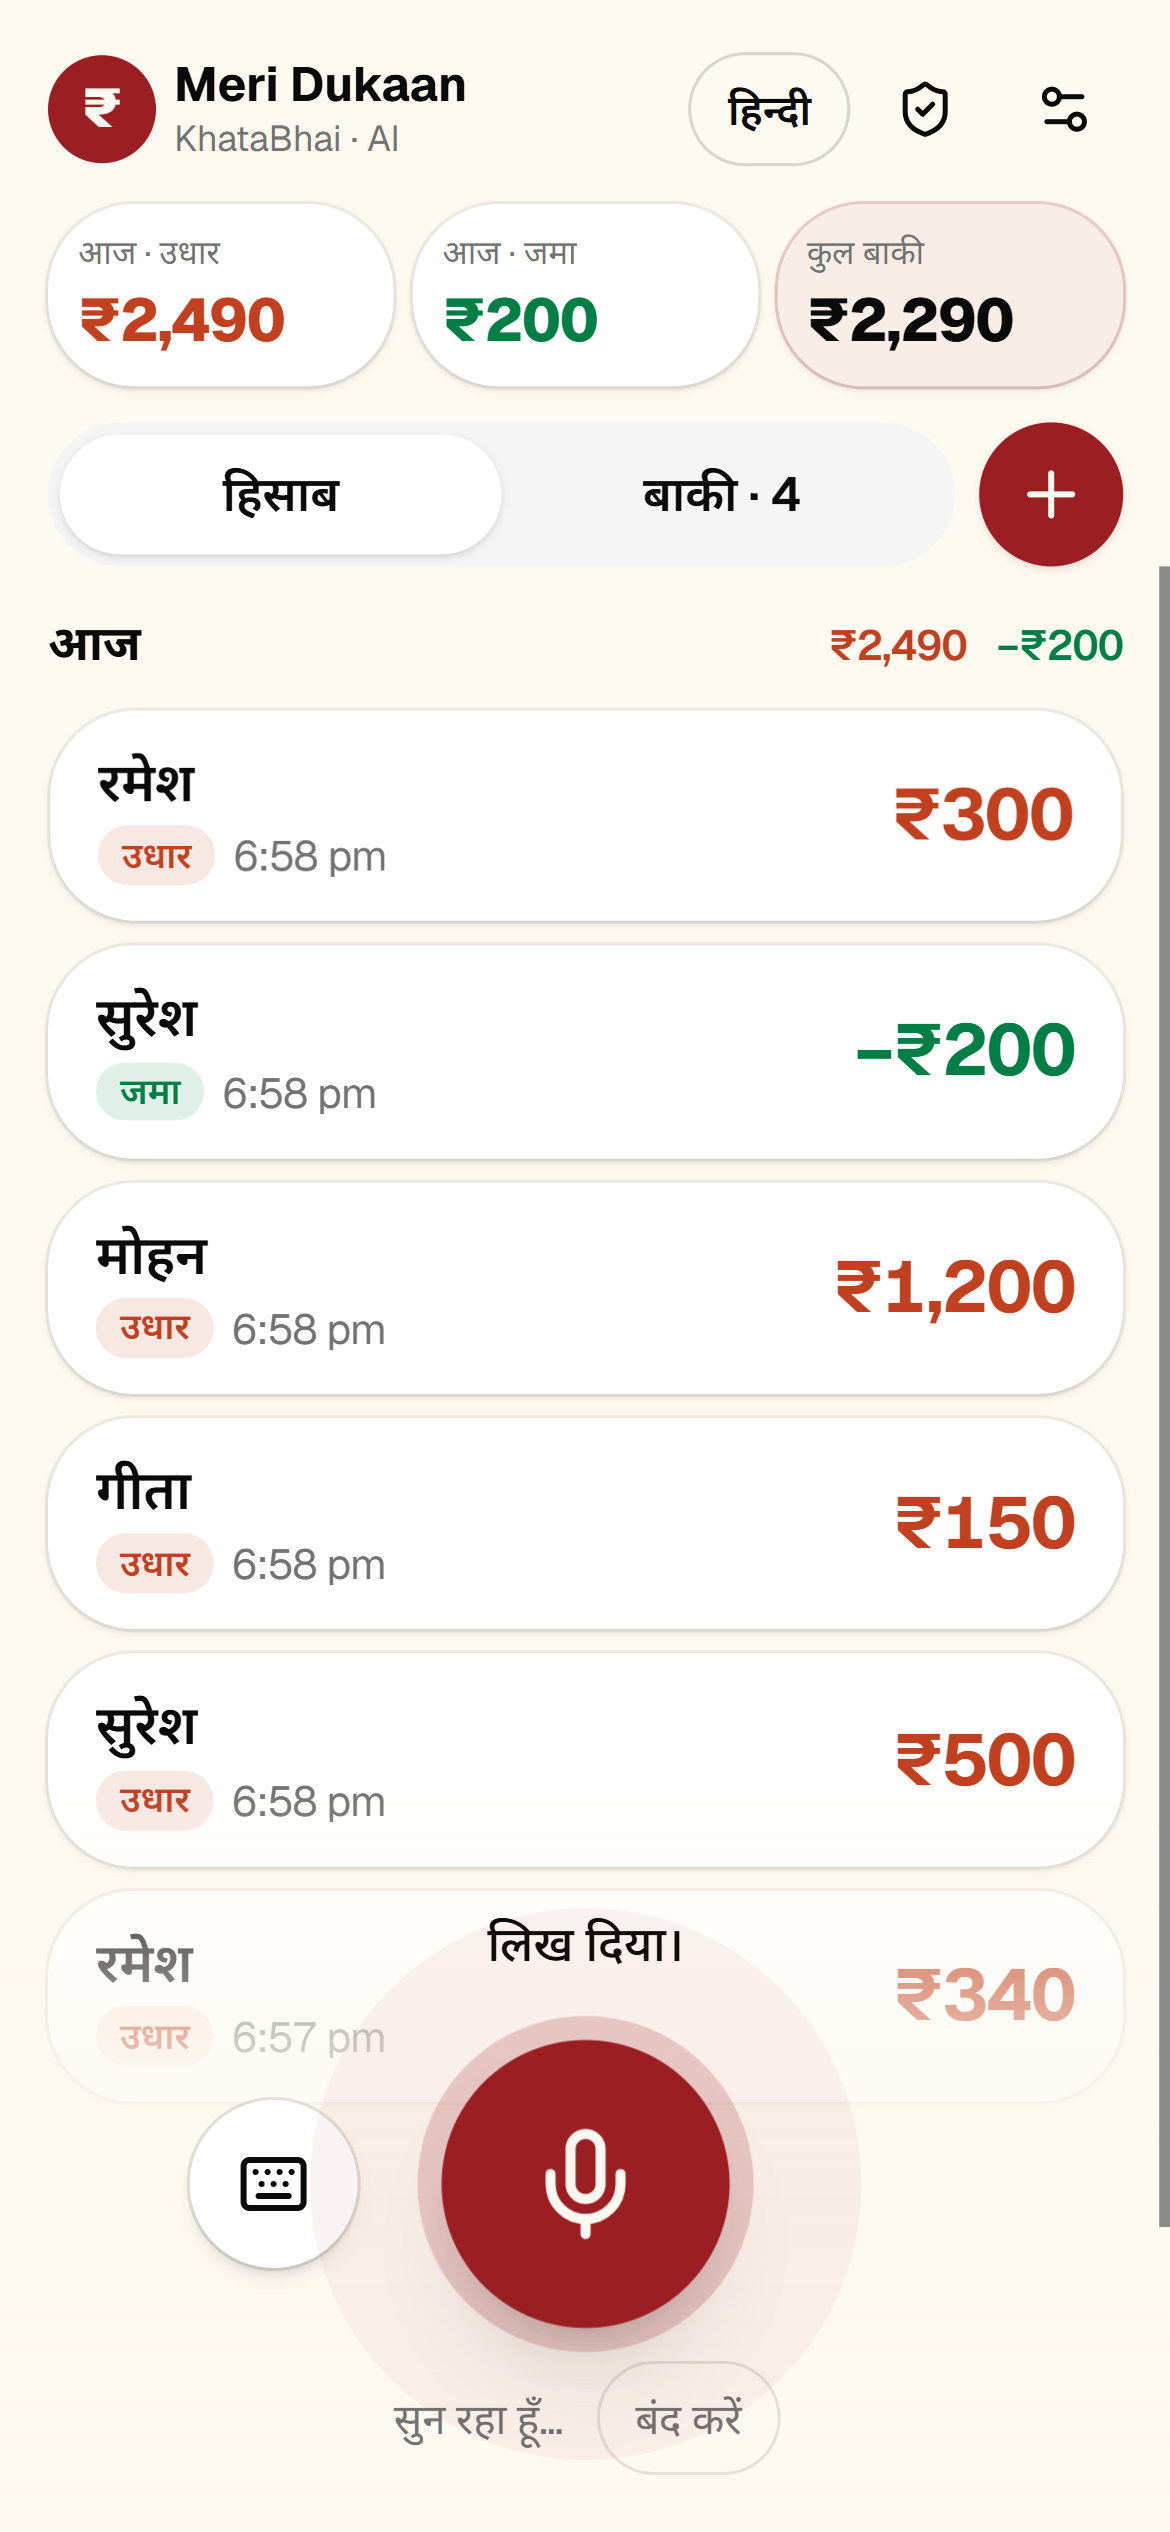 ₹
Meri Dukaan
KhataBhai · AI
हिन्दी
आज · उधार
₹2,490
आज · जमा
₹200
कुल बाकी
₹2,290
हिसाब
बाकी · 4
आज
₹2,490 –₹200
रमेश
उधार 6:58 pm
₹300
सुरेश
जमा 6:58 pm
–₹200
मोहन
उधार 6:58 pm
₹1,200
गीता
उधार 6:58 pm
₹150
सुरेश
उधार 6:58 pm
₹500
रमेश
उधार 6:57 pm
₹340
लिख दिया।
सुन रहा हूँ…
बंद करें